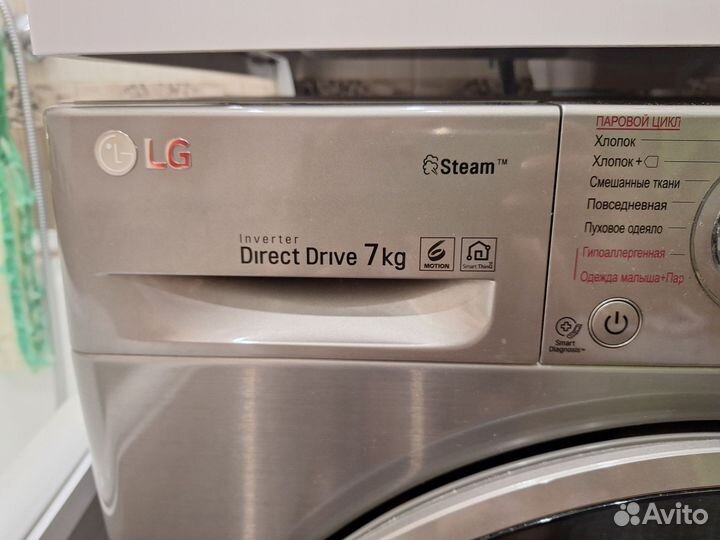 LG
Steam™
Inverter
Direct Drive 7kg
6 MOTION
Smart ThinQ
ПАРОВОЙ ЦИКЛ
Хлопок
Хлопок +
Смешанные ткани
Повседневная
Пуховое одеяло
Гипоаллергенная
Одежда малыша+Пар
Smart
Diagnosis™
Avito